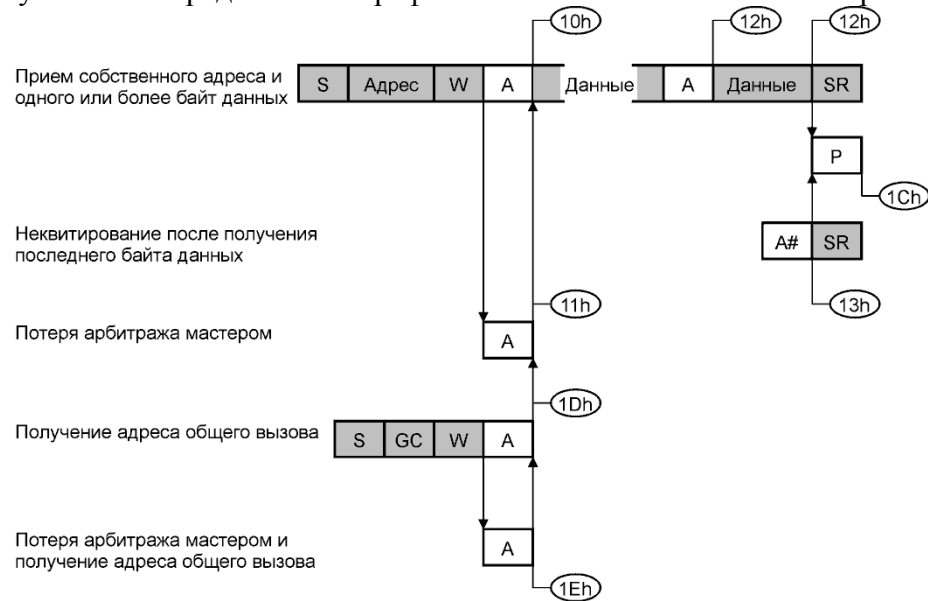 10h 12h 12h
Прием собственного адреса и
одного или более байт данных
S Адрес W A Данные A Данные SR
P
1Ch
Неквитирование после получения
последнего байта данных
A# SR
11h 13h
Потеря арбитража мастером
A
1Dh
Получение адреса общего вызова
S GC W A
Потеря арбитража мастером и
получение адреса общего вызова
A
1Eh